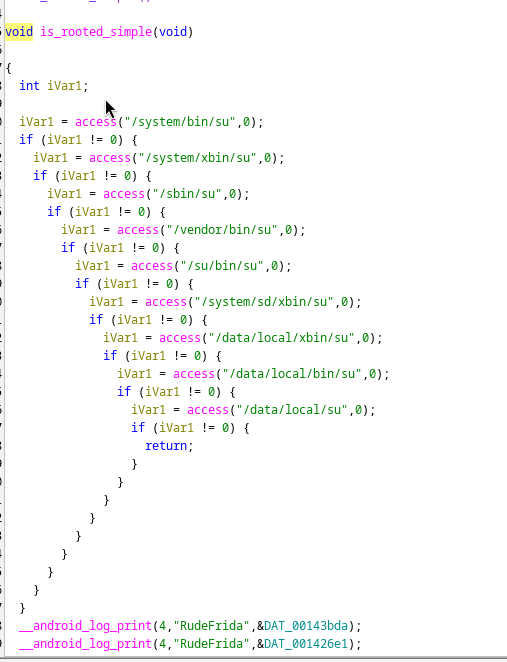 void is_rooted_simple(void)
{
int iVar1;
iVar1 = access("/system/bin/su",0);
if (iVar1 != 0) {
iVar1 = access("/system/xbin/su",0);
if (iVar1 != 0) {
iVar1 = access("/sbin/su",0);
if (iVar1 != 0) {
iVar1 = access("/vendor/bin/su",0);
if (iVar1 != 0) {
iVar1 = access("/su/bin/su",0);
if (iVar1 != 0) {
iVar1 = access("/system/sd/xbin/su",0);
if (iVar1 != 0) {
iVar1 = access("/data/local/xbin/su",0);
if (iVar1 != 0) {
iVar1 = access("/data/local/bin/su",0);
if (iVar1 != 0) {
iVar1 = access("/data/local/su",0);
if (iVar1 != 0) {
return;
}
}
}
}
}
}
}
}
}
__android_log_print(4,"RudeFrida",&DAT_00143bda);
__android_log_print(4,"RudeFrida",&DAT_001426e1);